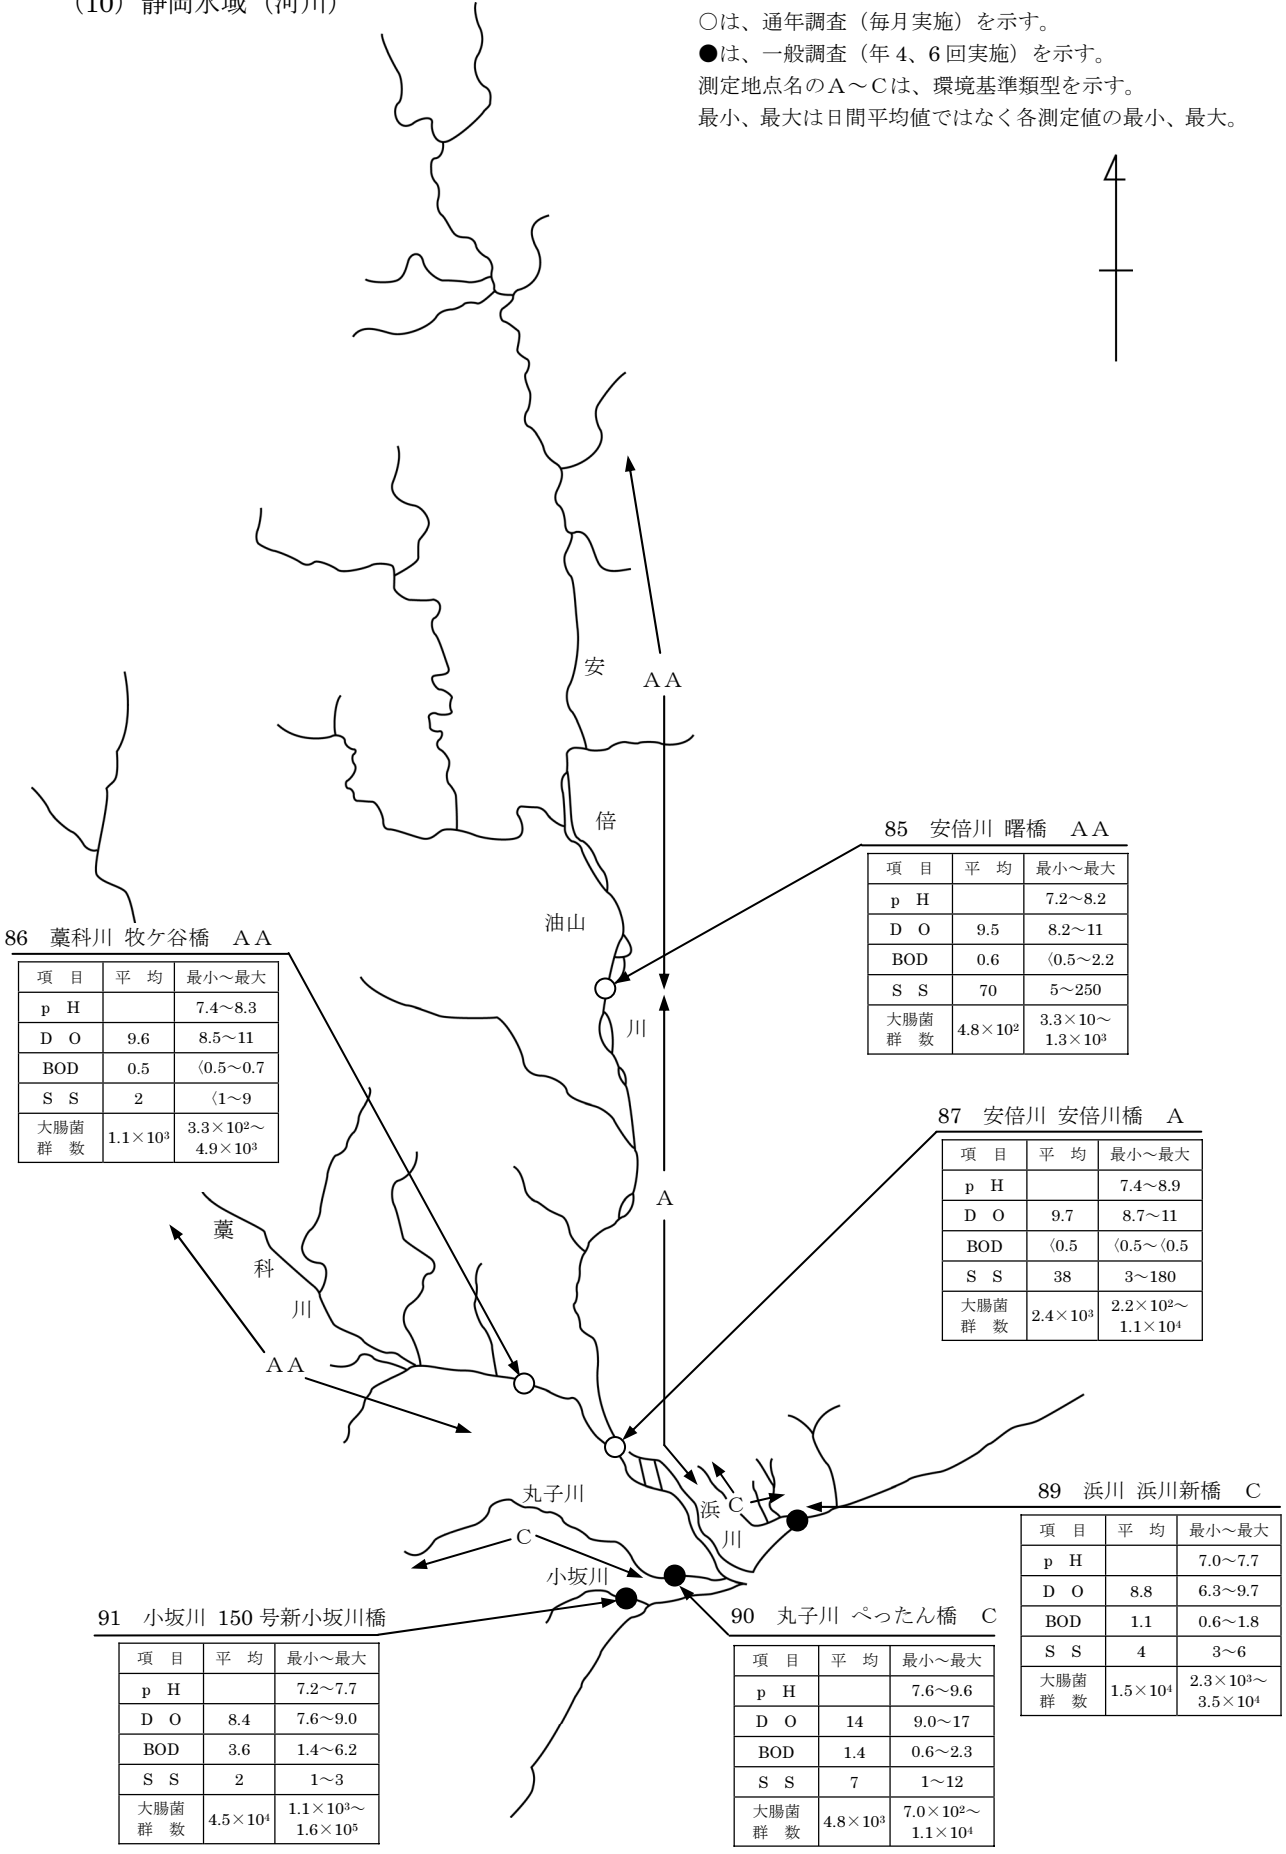 (10) 静岡水域(河川)
○は、通年調査(毎月実施)を示す。
●は、一般調査(年 4、6 回実施)を示す。
測定地点名のA~Cは、環境基準類型を示す。
最小、最大は日間平均値ではなく各測定値の最小、最大。
安
AA
倍
85 安倍川 曙橋 AA
項 目 平 均 最小~最大
p H 7.2~8.2
D O 9.5 8.2~11
BOD 0.6 〈0.5~2.2
S S 70 5~250
大腸菌群 数 4.8×10² 3.3×10~1.3×10³
油山
川
86 藁科川 牧ケ谷橋 AA
項 目 平 均 最小~最大
p H 7.4~8.3
D O 9.6 8.5~11
BOD 0.5 〈0.5~0.7
S S 2 〈1~9
大腸菌群 数 1.1×10³ 3.3×10²~4.9×10³
87 安倍川 安倍川橋 A
項 目 平 均 最小~最大
p H 7.4~8.9
D O 9.7 8.7~11
BOD 〈0.5 〈0.5~〈0.5
S S 38 3~180
大腸菌群 数 2.4×10³ 2.2×10²~1.1×10⁴
A
藁
科
川
AA
丸子川
C
小坂川
浜
川
C
89 浜川 浜川新橋 C
項 目 平 均 最小~最大
p H 7.0~7.7
D O 8.8 6.3~9.7
BOD 1.1 0.6~1.8
S S 4 3~6
大腸菌群 数 1.5×10⁴ 2.3×10³~3.5×10⁴
91 小坂川 150 号新小坂川橋
項 目 平 均 最小~最大
p H 7.2~7.7
D O 8.4 7.6~9.0
BOD 3.6 1.4~6.2
S S 2 1~3
大腸菌群 数 4.5×10⁴ 1.1×10³~1.6×10⁵
90 丸子川 ぺったん橋 C
項 目 平 均 最小~最大
p H 7.6~9.6
D O 14 9.0~17
BOD 1.4 0.6~2.3
S S 7 1~12
大腸菌群 数 4.8×10³ 7.0×10²~1.1×10⁴